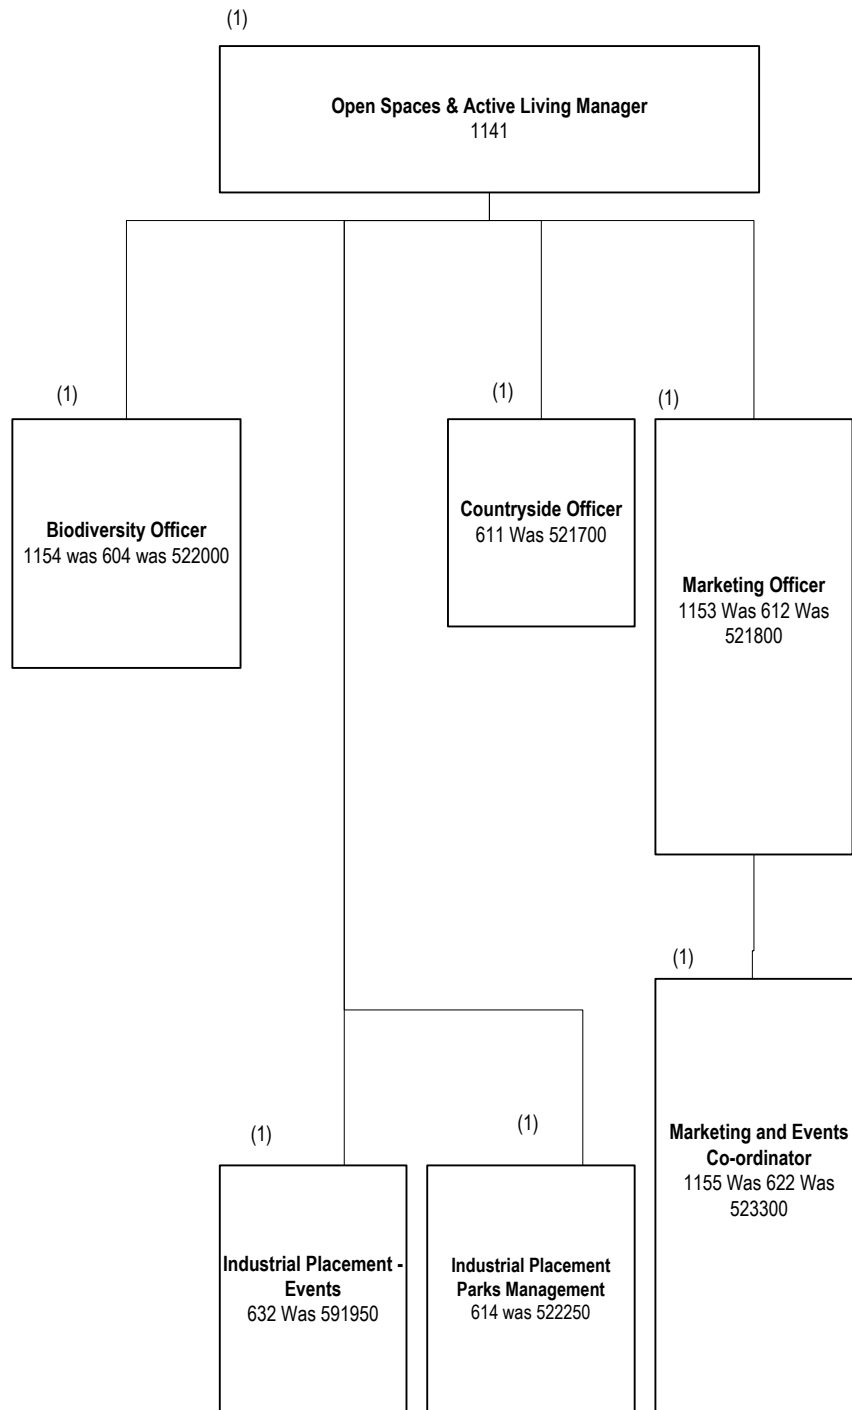 (1)
Open Spaces & Active Living Manager
1141
(1)
Biodiversity Officer
1154 was 604 was 522000
(1)
Countryside Officer
611 Was 521700
(1)
Marketing Officer
1153 Was 612 Was
521800
(1)
Industrial Placement -
Events
632 Was 591950
(1)
Industrial Placement
Parks Management
614 was 522250
(1)
Marketing and Events
Co-ordinator
1155 Was 622 Was
523300